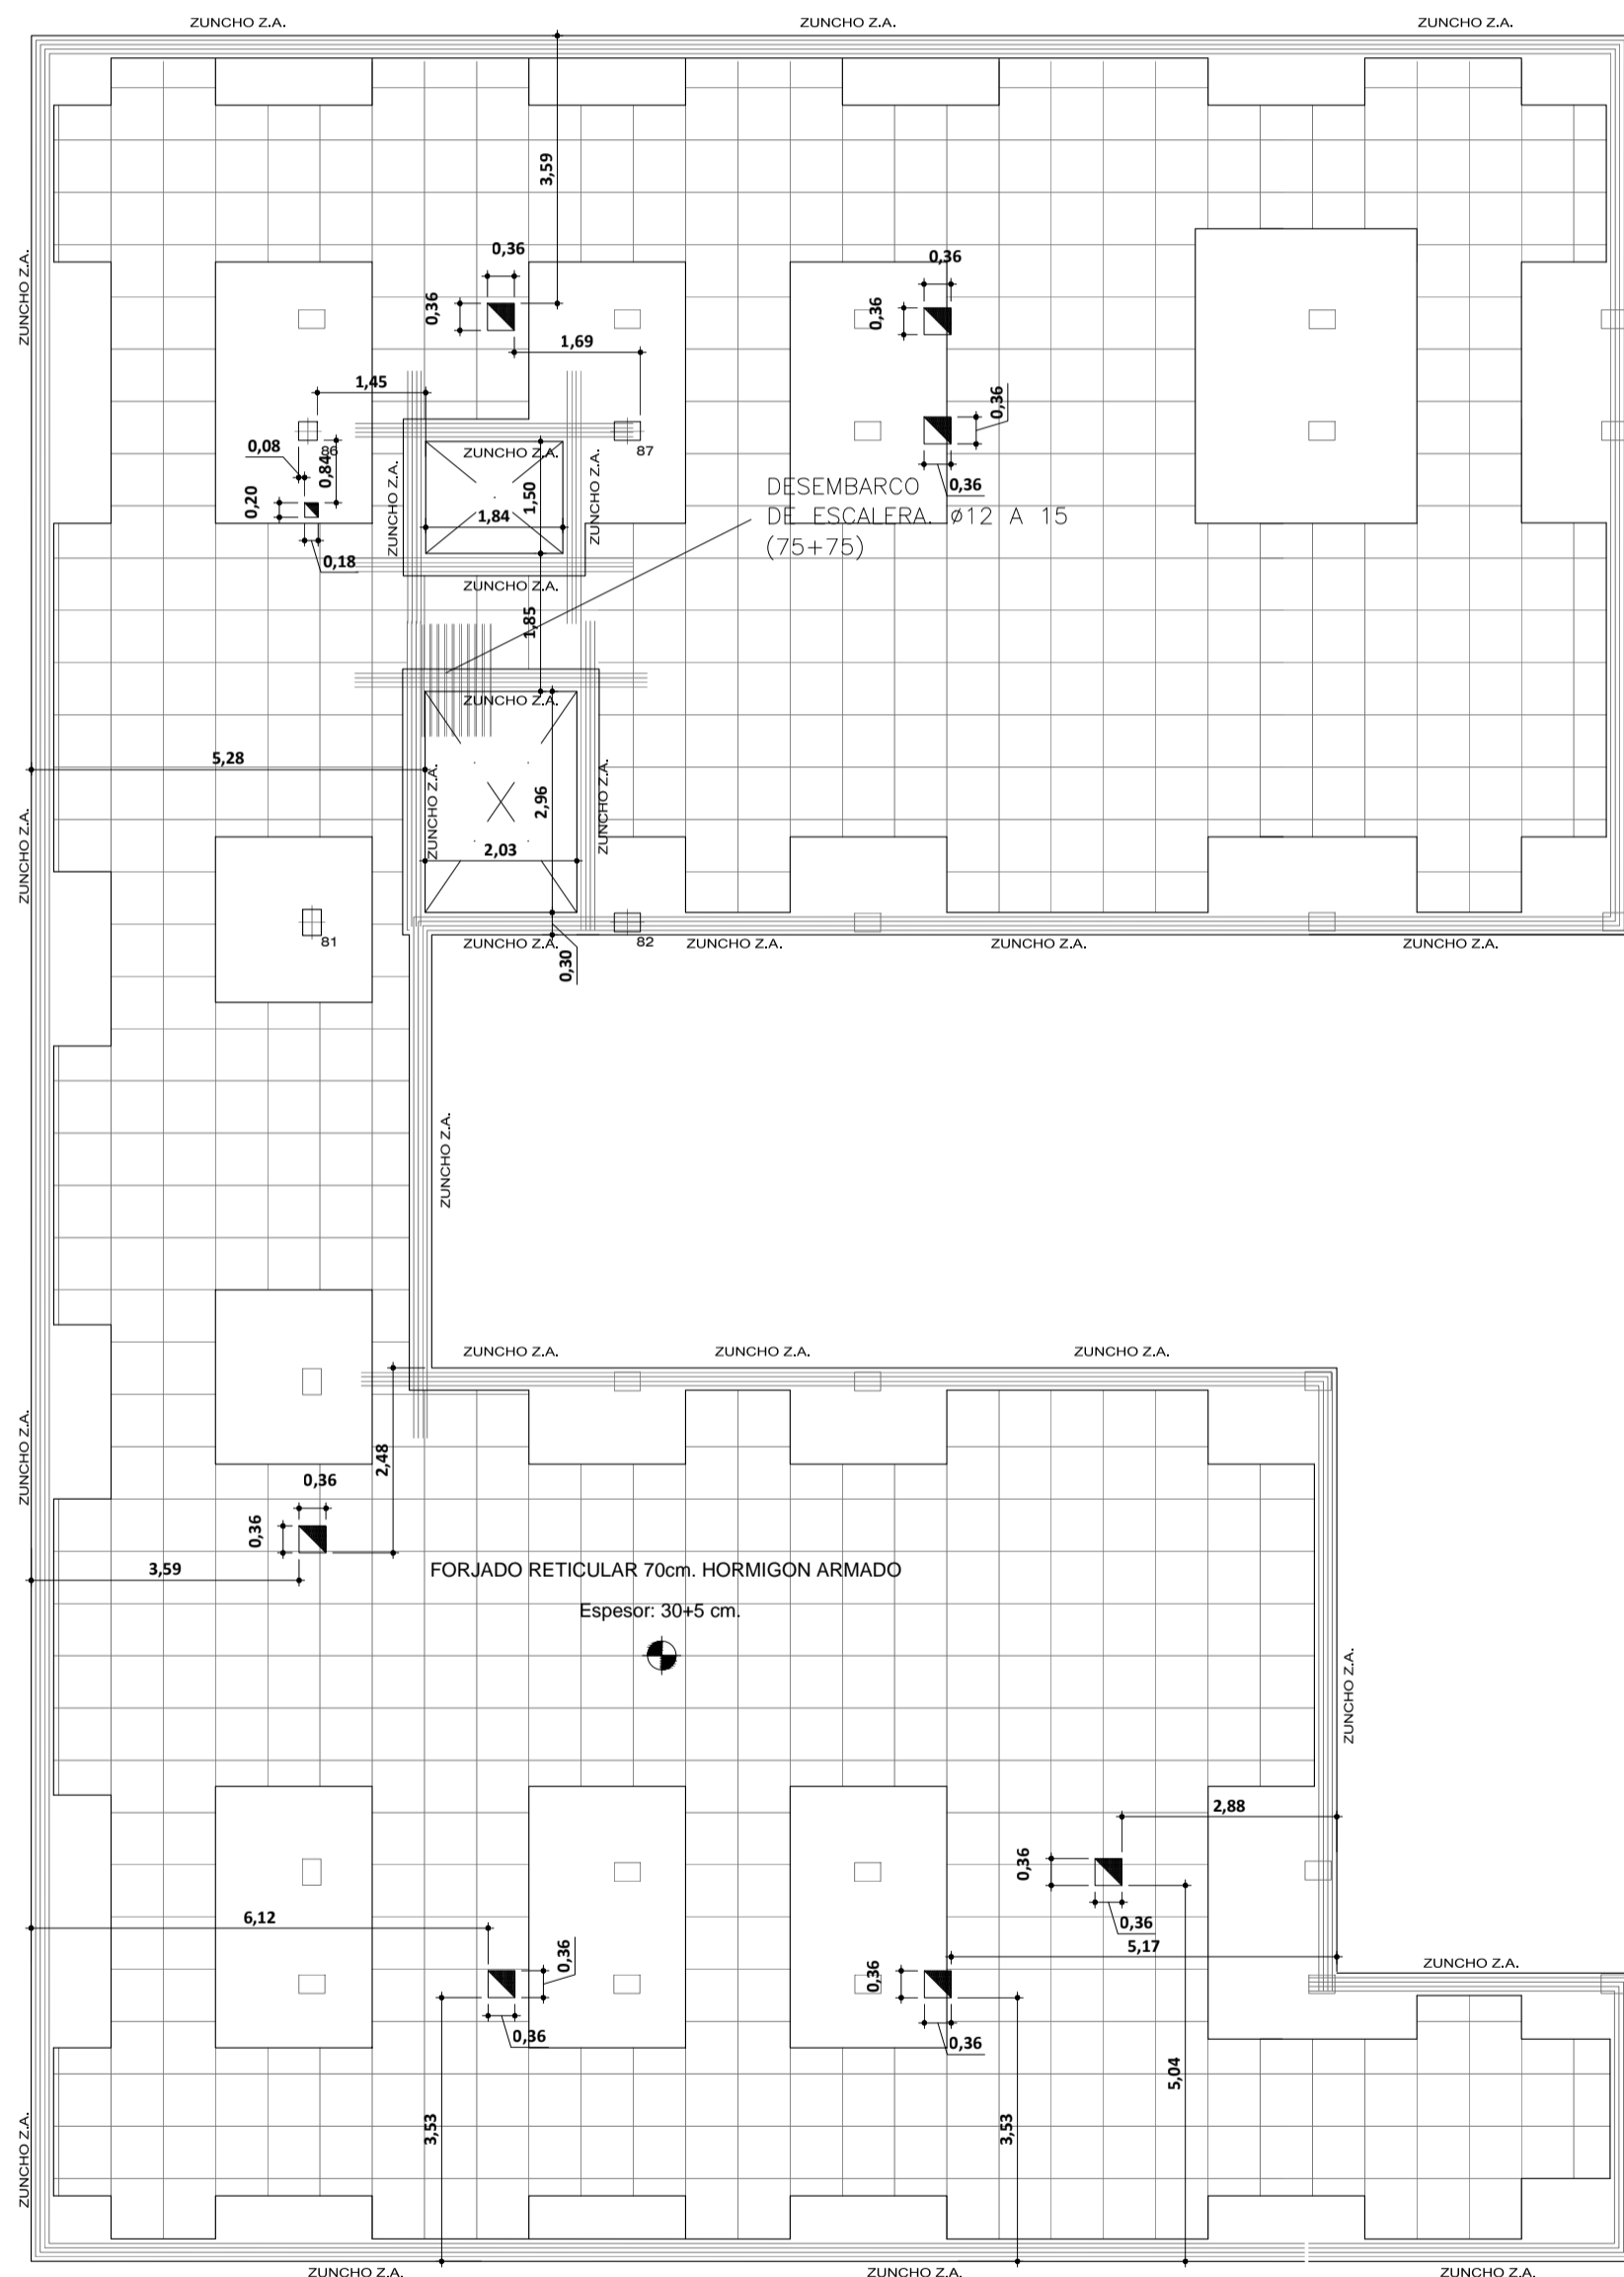 ZUNCHO Z.A.
ZUNCHO Z.A.
ZUNCHO Z.A.
3,59
ZUNCHO Z.A.
0,36
0,36
0,36
0,36
1,69
1,45
0,36
86
87
0,08
0,84
ZUNCHO Z.A.
ZUNCHO Z.A.
ZUNCHO Z.A.
0,20
1,50
1,84
0,36
DESEMBARCO
DE ESCALERA. Ø12 A 15
(75+75)
0,18
ZUNCHO Z.A.
1,85
ZUNCHO Z.A.
5,28
ZUNCHO Z.A.
ZUNCHO Z.A.
ZUNCHO Z.A.
2,96
2,03
81
82
ZUNCHO Z.A.
ZUNCHO Z.A.
ZUNCHO Z.A.
ZUNCHO Z.A.
0,30
ZUNCHO Z.A.
ZUNCHO Z.A.
ZUNCHO Z.A.
ZUNCHO Z.A.
ZUNCHO Z.A.
2,48
0,36
0,36
3,59
FORJADO RETICULAR 70cm. HORMIGON ARMADO
Espesor: 30+5 cm.
ZUNCHO Z.A.
2,88
0,36
0,36
6,12
5,17
0,36
0,36
ZUNCHO Z.A.
0,36
0,36
5,04
3,53
3,53
ZUNCHO Z.A.
ZUNCHO Z.A.
ZUNCHO Z.A.
ZUNCHO Z.A.